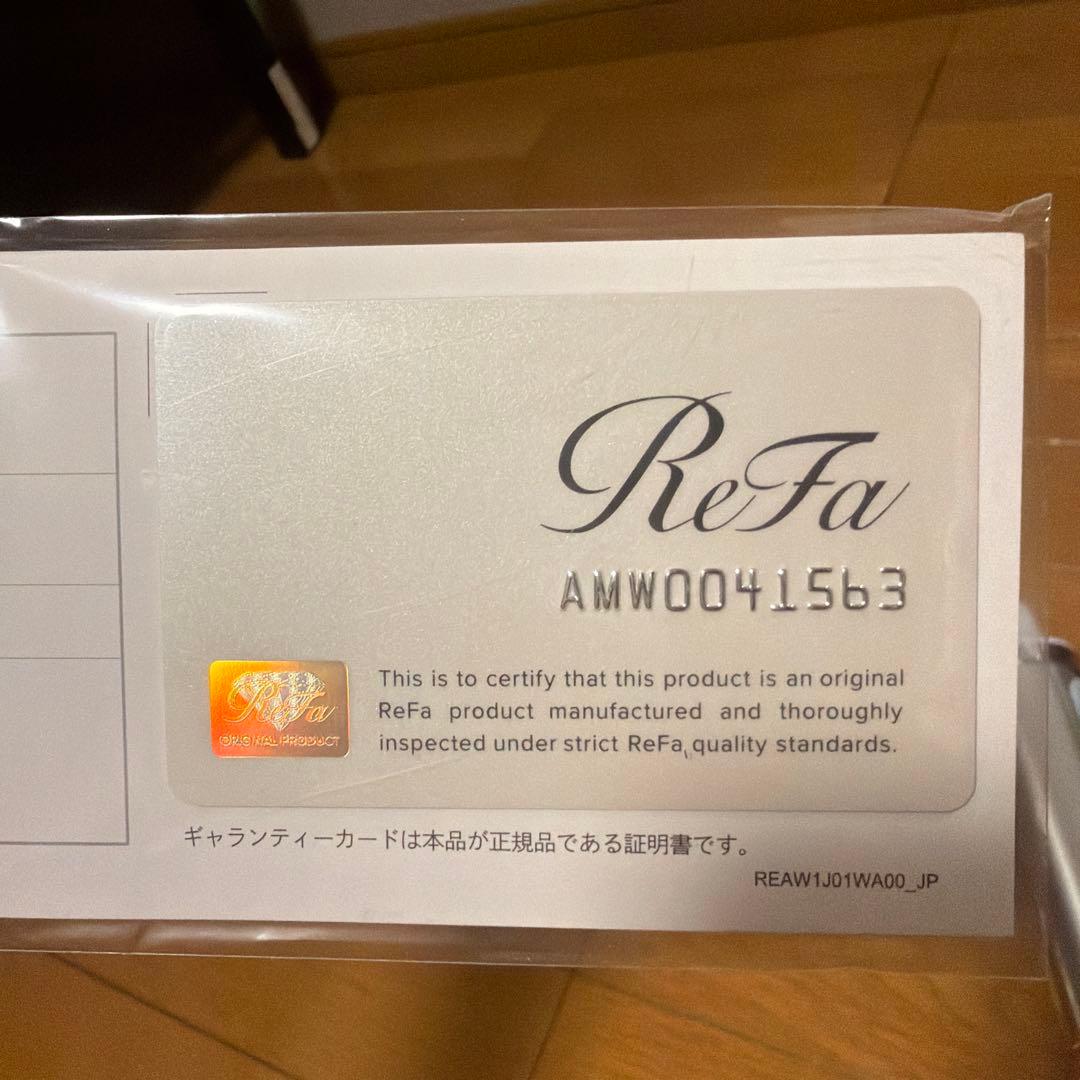 ReFa
AMW0041563
ReFa
ORIGINAL PRODUCT
This is to certify that this product is an original
ReFa product manufactured and thoroughly
inspected under strict ReFa quality standards.
ギャランティーカードは本品が正規品である証明書です。
REAW1J01WA00_JP